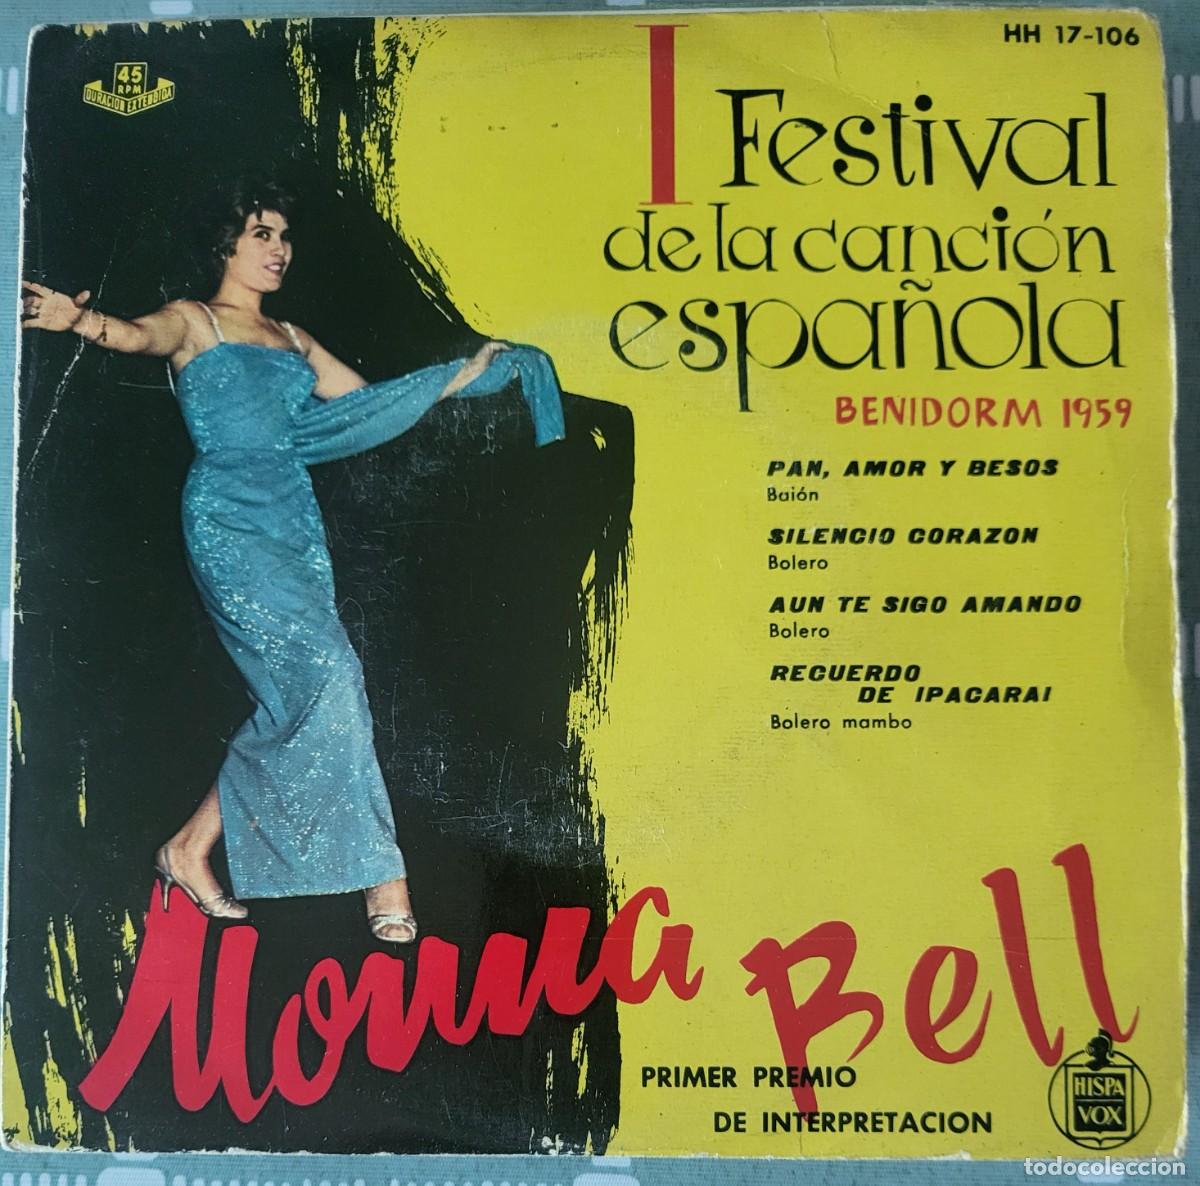 HH 17-106
45
RPM
DURACION EXTENDIDA
I Festival
de la canción
española
BENIDORM 1959
PAN, AMOR Y BESOS
Baión
SILENCIO CORAZON
Bolero
AUN TE SIGO AMANDO
Bolero
RECUERDO
DE IPACARAI
Bolero mambo
Monna Bell
PRIMER PREMIO
DE INTERPRETACION
HISPA
VOX
todocoleccion